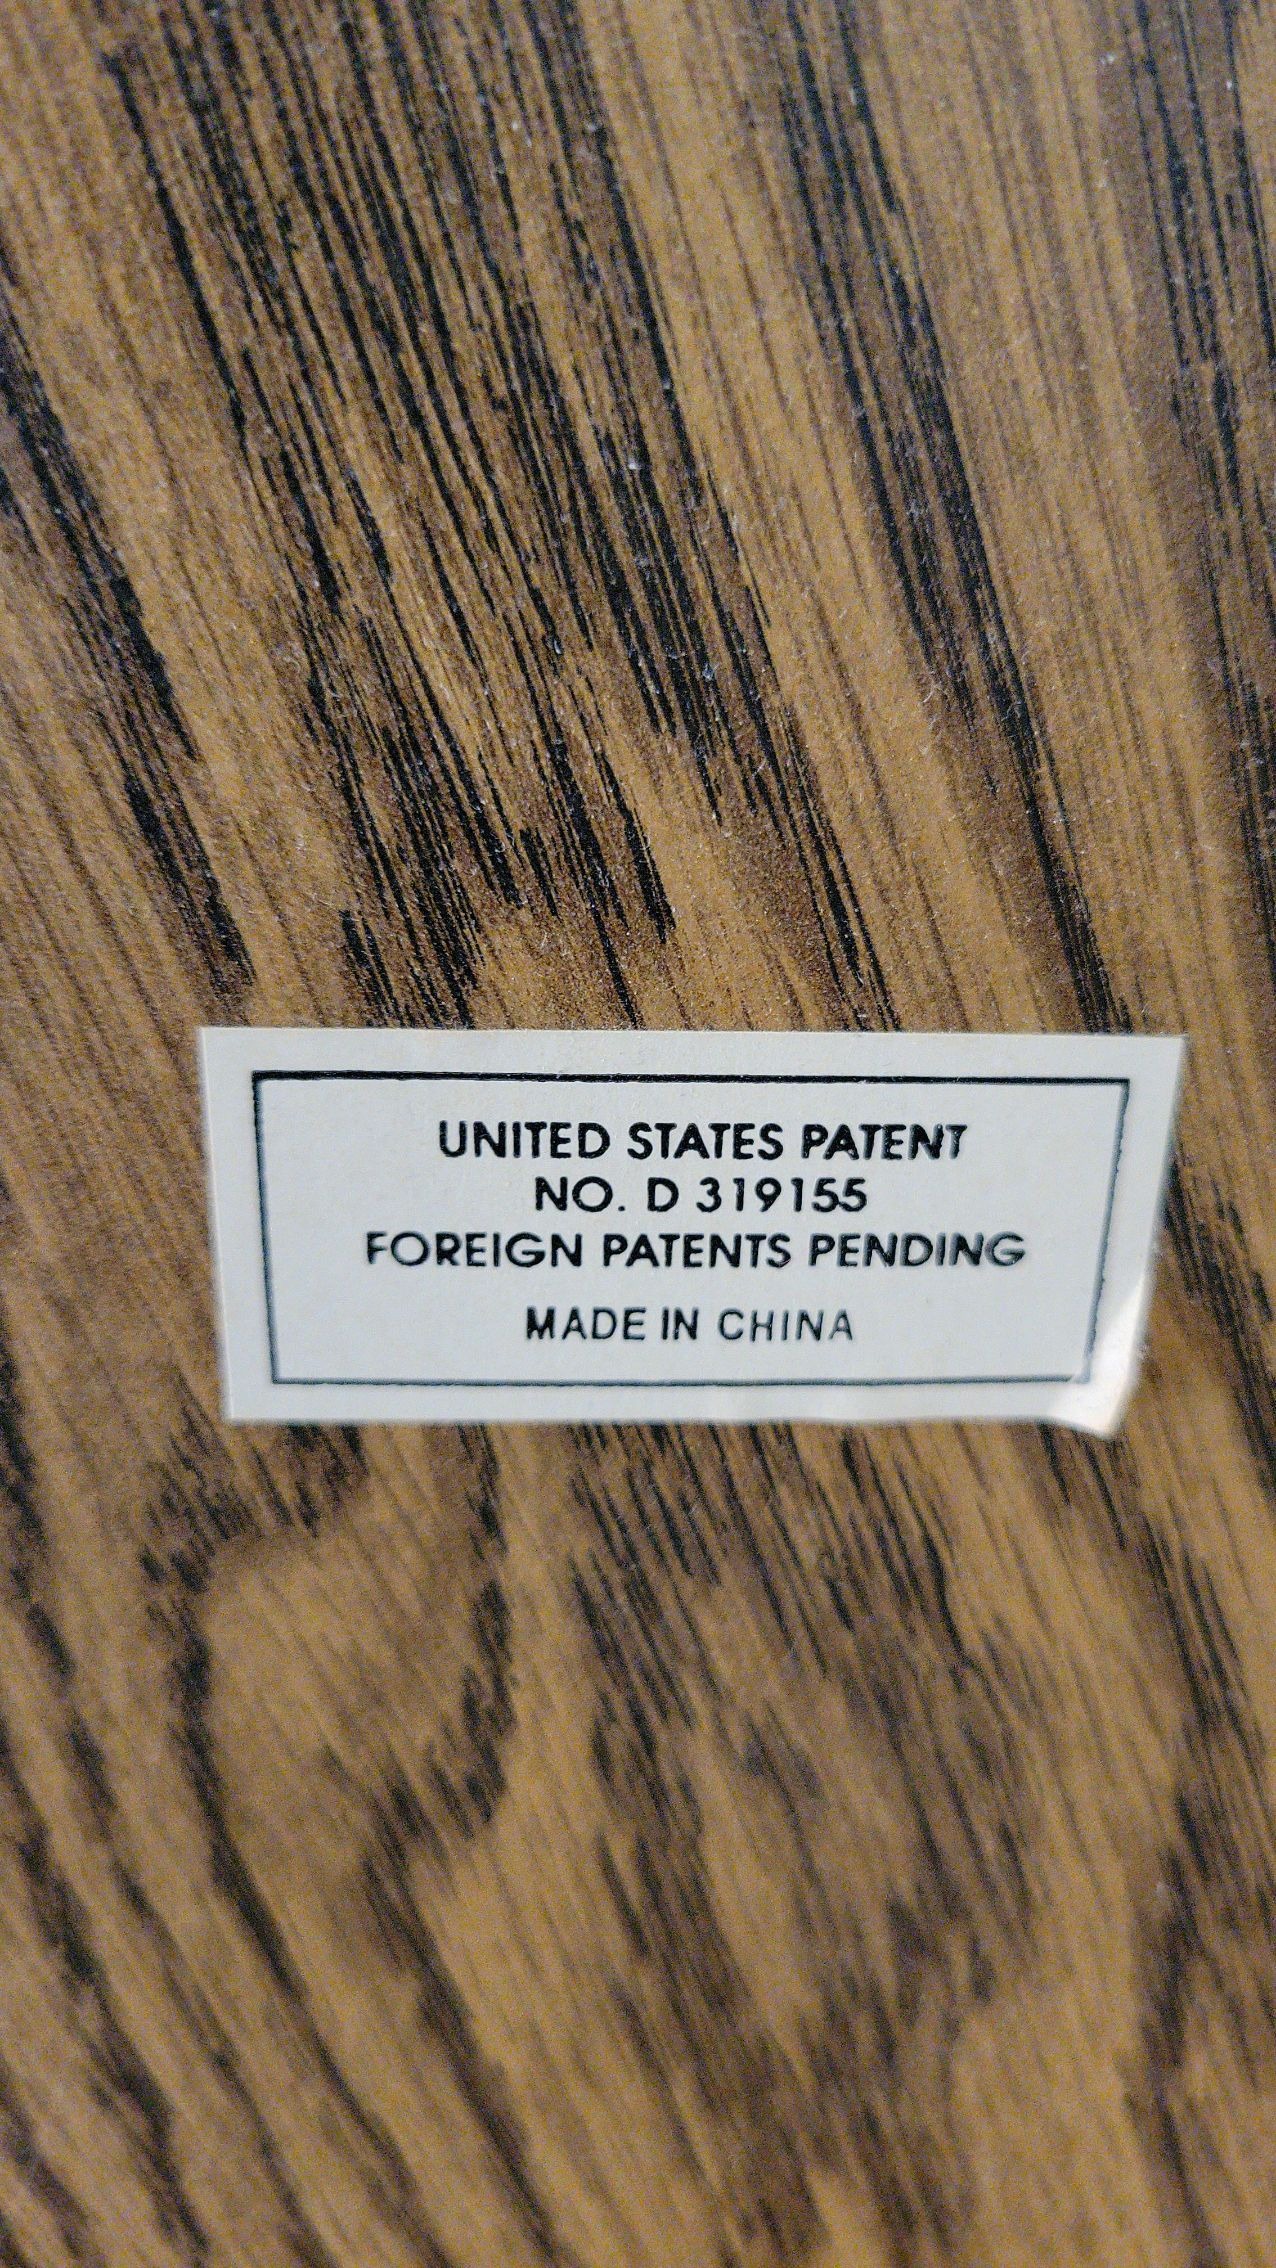 UNITED STATES PATENT
NO. D 319155
FOREIGN PATENTS PENDING
MADE IN CHINA